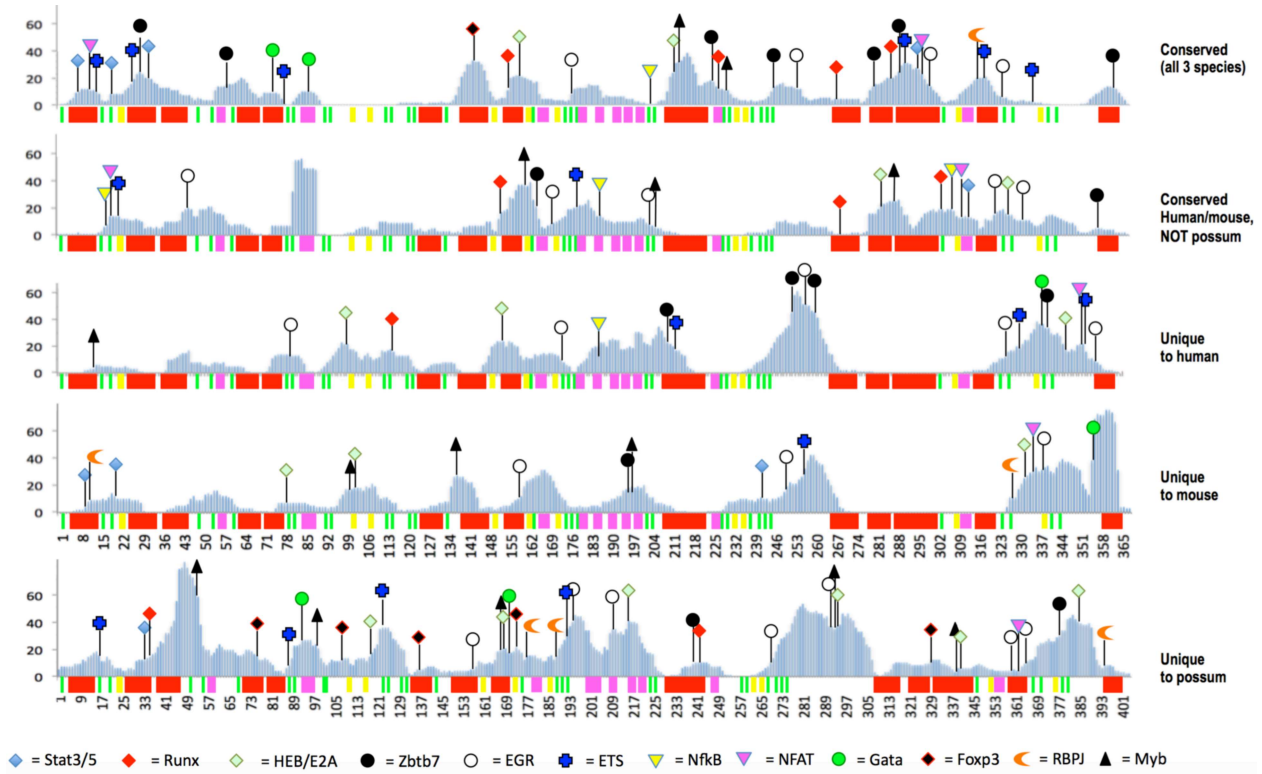 60
40
20
0
Conserved
(all 3 species)
60
40
20
0
Conserved
Human/mouse,
NOT possum
60
40
20
0
Unique
to human
60
40
20
0
Unique
to mouse
1 8 15 22 29 36 43 50 57 64 71 78 85 92 99 106 113 120 127 134 141 148 155 162 169 176 183 190 197 204 211 218 225 232 239 246 253 260 267 274 281 288 295 302 309 316 323 330 337 344 351 358 365
60
40
20
0
Unique
to possum
1 9 17 25 33 41 49 57 65 73 81 89 97 105 113 121 129 137 145 153 161 169 177 185 193 201 209 217 225 233 241 249 257 265 273 281 289 297 305 313 321 329 337 345 353 361 369 377 385 393 401
= Stat3/5 = Runx = HEB/E2A = Zbtb7 = EGR = ETS = NfkB = NFAT = Gata = Foxp3 = RBPJ = Myb